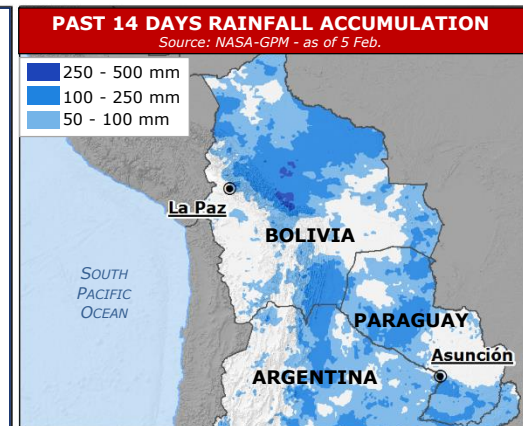 PAST 14 DAYS RAINFALL ACCUMULATION
Source: NASA-GPM - as of 5 Feb.
250 - 500 mm
100 - 250 mm
50 - 100 mm
La Paz
BOLIVIA
SOUTH
PACIFIC
OCEAN
PARAGUAY
Asunción
ARGENTINA